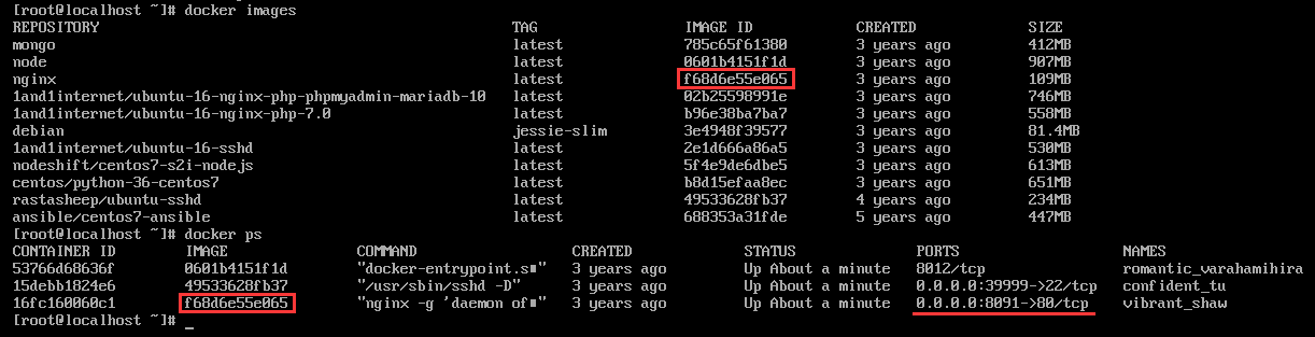 [root@localhost ~]# docker images
REPOSITORY TAG IMAGE ID CREATED SIZE
mongo latest 785c65f61380 3 years ago 412MB
node latest 0601b4151f1d 3 years ago 907MB
nginx latest f68d6e55e065 3 years ago 109MB
1and1internet/ubuntu-16-nginx-php-phpmyadmin-mariadb-10 latest 02b25598991e 3 years ago 746MB
1and1internet/ubuntu-16-nginx-php-7.0 latest b96e38ba7ba7 3 years ago 558MB
debian jessie-slim 3e4948f39577 3 years ago 81.4MB
1and1internet/ubuntu-16-sshd latest 2e1d666a86a5 3 years ago 530MB
nodeshift/centos7-s2i-nodejs latest 5f4e9de6dbe5 3 years ago 613MB
centos/python-36-centos7 latest b8d15efaa8ec 3 years ago 651MB
rastasheep/ubuntu-sshd latest 49533628fb37 4 years ago 234MB
ansible/centos7-ansible latest 688353a31fde 5 years ago 447MB
[root@localhost ~]# docker ps
CONTAINER ID IMAGE COMMAND CREATED STATUS PORTS NAMES
53766d68636f 0601b4151f1d "docker-entrypoint.s■" 3 years ago Up About a minute 8012/tcp romantic_varahamihira
15debb1824e6 49533628fb37 "/usr/sbin/sshd -D" 3 years ago Up About a minute 0.0.0.0:39999->22/tcp confident_tu
16fc160060c1 f68d6e55e065 "nginx -g 'daemon of■" 3 years ago Up About a minute 0.0.0.0:8091->80/tcp vibrant_shaw
[root@localhost ~]# _